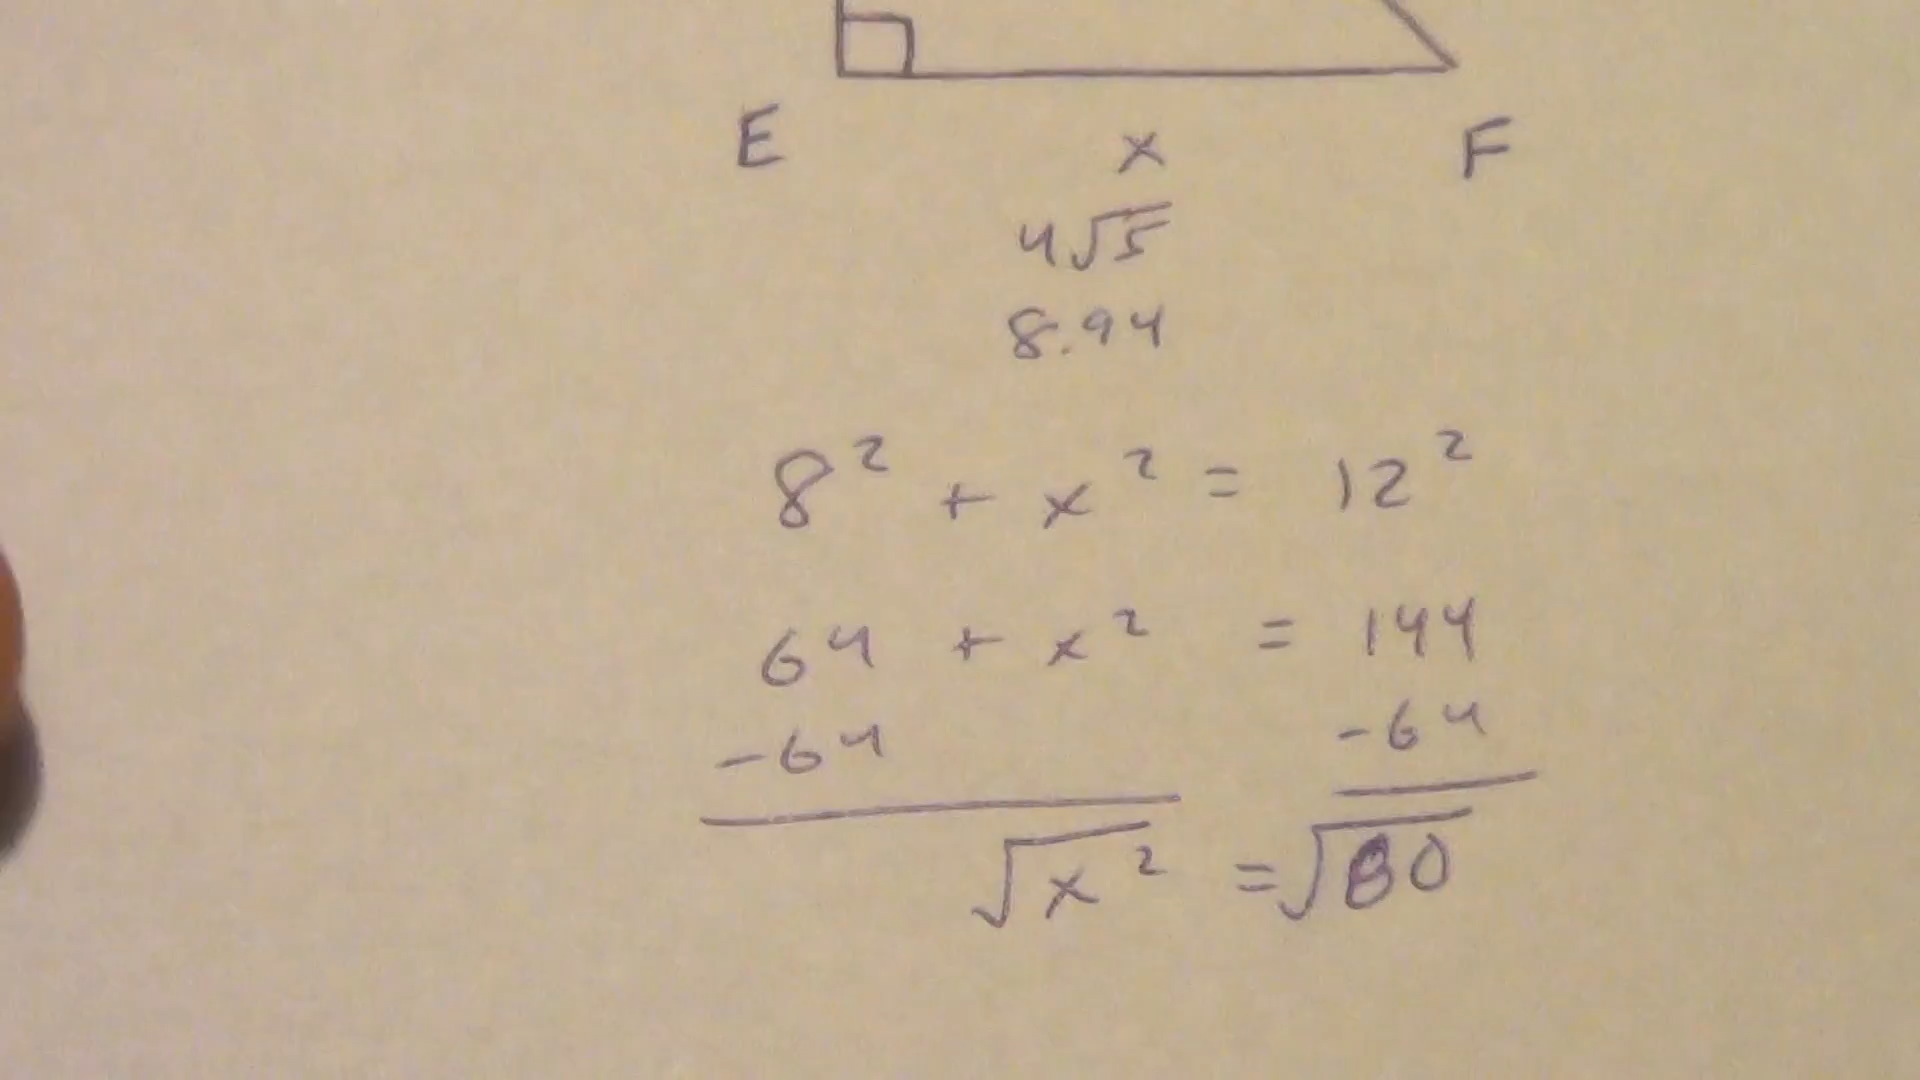 E x F
4√5
8.94
8² + x² = 12²
64 + x² = 144
-64 -64
√x² = √80